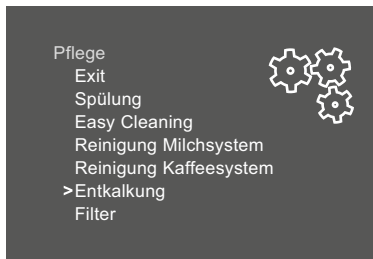 Pflege
Exit
Spülung
Easy Cleaning
Reinigung Milchsystem
Reinigung Kaffeesystem
>Entkalkung
Filter